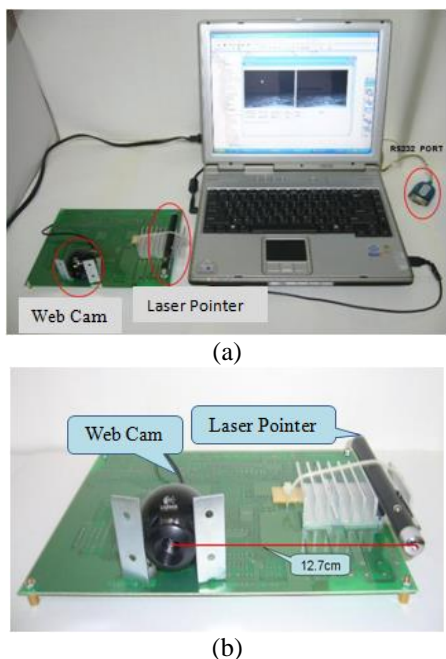 RS232 PORT
Laser Pointer
Web Cam
(a)
Laser Pointer
Web Cam
12.7cm
(b)